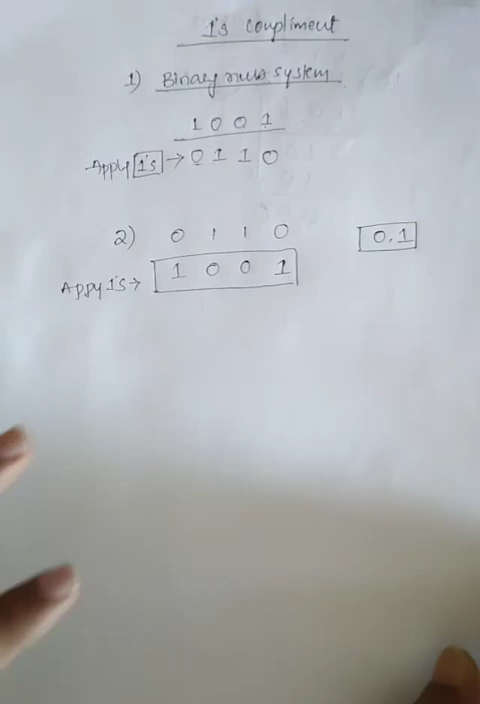 1's compliment
1) Binary num system
1 0 0 1
Apply 1's → 0 1 1 0
2) 0 1 1 0
0.1
Appy 1's → 1 0 0 1